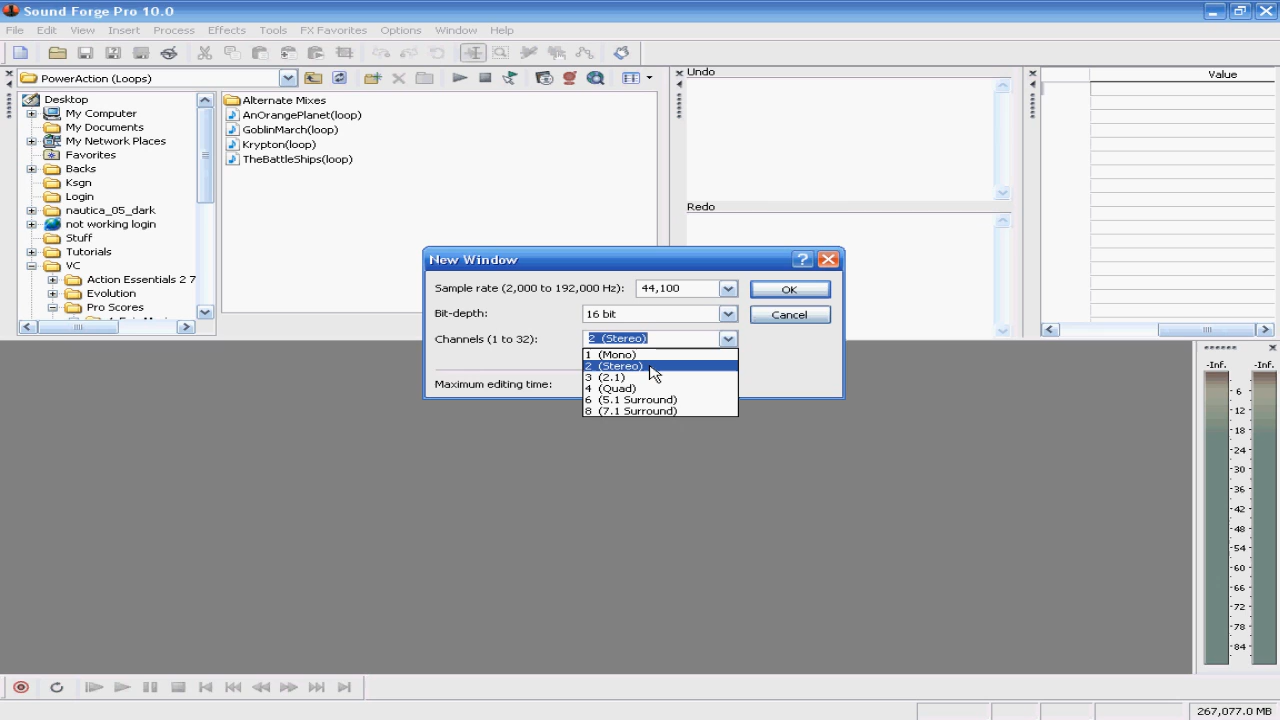 Sound Forge Pro 10.0
File Edit View Insert Process Effects Tools FX Favorites Options Window Help
PowerAction (Loops)
Desktop
My Computer
My Documents
My Network Places
Favorites
Backs
Ksgn
Login
nautica_05_dark
not working login
Stuff
Tutorials
VC
Action Essentials 2 7
Evolution
Pro Scores
Alternate Mixes
AnOrangePlanet(loop)
GoblinMarch(loop)
Krypton(loop)
TheBattleShips(loop)
Undo
Redo
Value
New Window
Sample rate (2,000 to 192,000 Hz): 44,100
OK
Bit-depth: 16 bit
Cancel
Channels (1 to 32): 2 (Stereo)
1 (Mono)
2 (Stereo)
3 (2.1)
4 (Quad)
6 (5.1 Surround)
8 (7.1 Surround)
Maximum editing time:
-Inf. -Inf.
-6
-12
-18
-24
-30
-36
-42
-48
-54
-60
-66
-72
-78
-84
267,077.0 MB